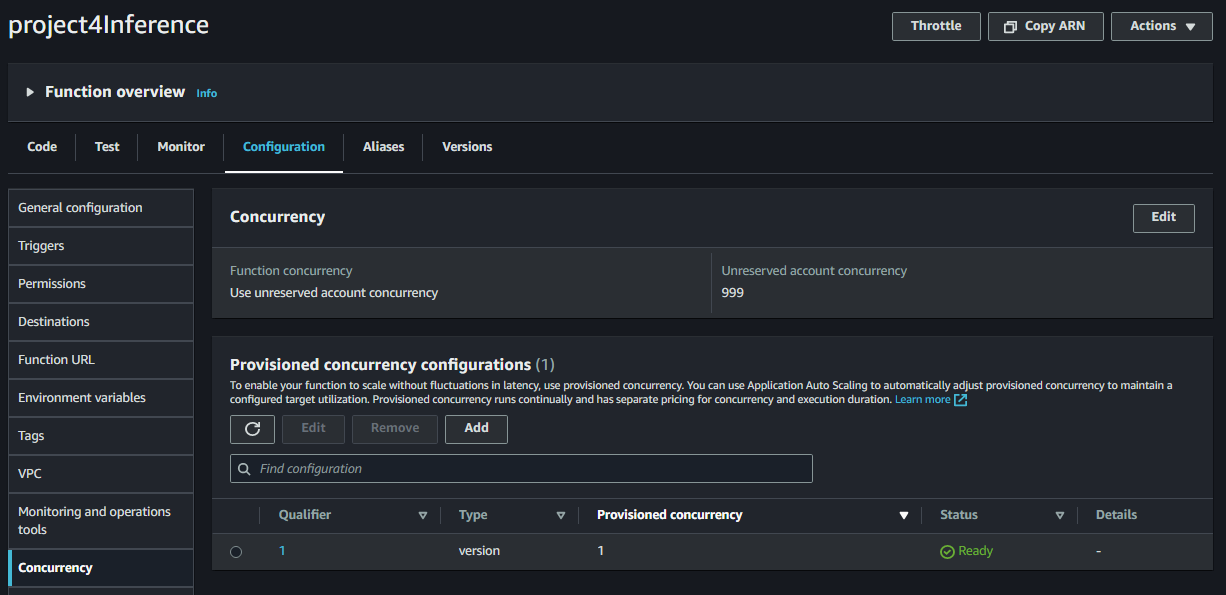 project4Inference
Throttle
Copy ARN
Actions
Function overview Info
Code
Test
Monitor
Configuration
Aliases
Versions
General configuration
Triggers
Permissions
Destinations
Function URL
Environment variables
Tags
VPC
Monitoring and operations
tools
Concurrency
Concurrency
Edit
Function concurrency
Use unreserved account concurrency
Unreserved account concurrency
999
Provisioned concurrency configurations (1)
To enable your function to scale without fluctuations in latency, use provisioned concurrency. You can use Application Auto Scaling to automatically adjust provisioned concurrency to maintain a
configured target utilization. Provisioned concurrency runs continually and has separate pricing for concurrency and execution duration. Learn more
Edit
Remove
Add
Find configuration
Qualifier
Type
Provisioned concurrency
Status
Details
1
version
1
Ready
-